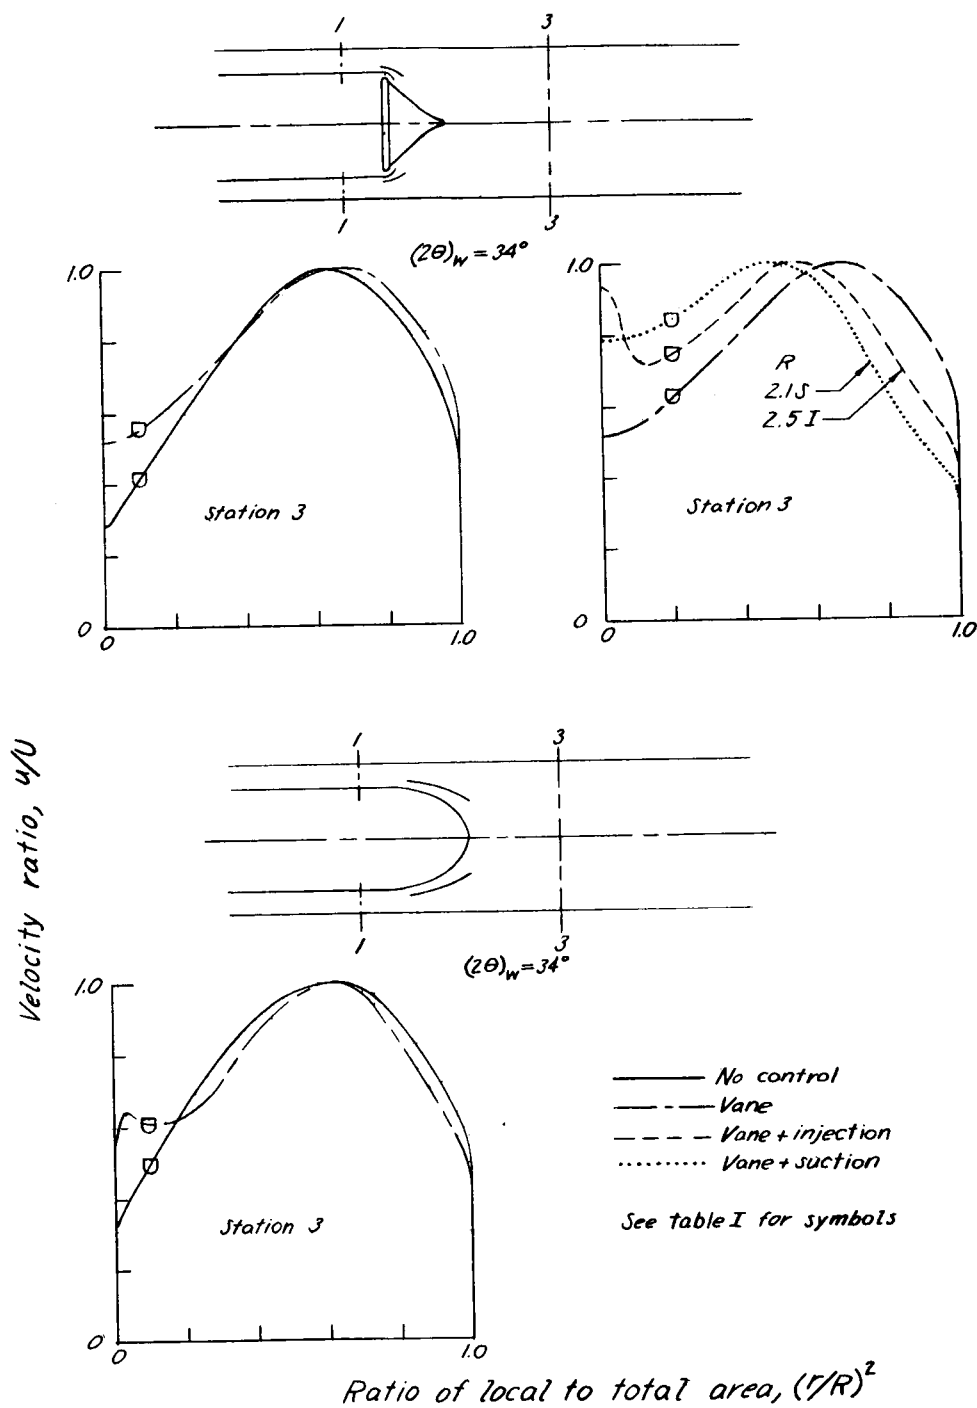 1 3
1 3
(2θ)w = 34°
1.0
Station 3
0
0 1.0
1.0
R
2.1 S
2.5 I
Station 3
0
0 1.0
Velocity ratio, u/U
1 3
1 3
(2θ)w = 34°
1.0
Station 3
0
0 1.0
No control
Vane
Vane + injection
Vane + suction
See table I for symbols
Ratio of local to total area, (r/R)²